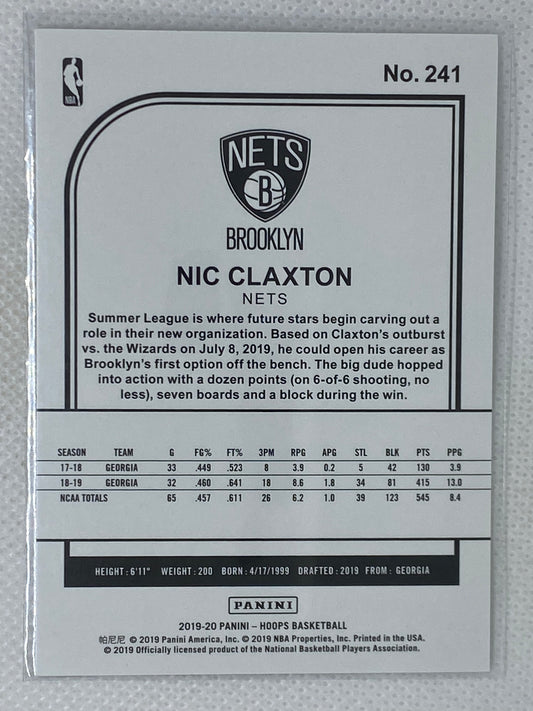 NBA
No. 241
NETS
B
BROOKLYN
NIC CLAXTON
NETS
Summer League is where future stars begin carving out a
role in their new organization. Based on Claxton's outburst
vs. the Wizards on July 8, 2019, he could open his career as
Brooklyn's first option off the bench. The big dude hopped
into action with a dozen points (on 6-of-6 shooting, no
less), seven boards and a block during the win.
SEASON TEAM G FG% FT% 3PM RPG APG STL BLK PTS PPG
17-18 GEORGIA 33 .449 .523 8 3.9 0.2 5 42 130 3.9
18-19 GEORGIA 32 .460 .641 18 8.6 1.8 34 81 415 13.0
NCAA TOTALS 65 .457 .611 26 6.2 1.0 39 123 545 8.4
HEIGHT: 6'11" WEIGHT: 200 BORN: 4/17/1999 DRAFTED: 2019 FROM: GEORGIA
PANINI
2019-20 PANINI – HOOPS BASKETBALL
帕尼尼 © 2019 Panini America, Inc. © 2019 NBA Properties, Inc. Printed in the USA.
© 2019 Officially licensed product of the National Basketball Players Association.